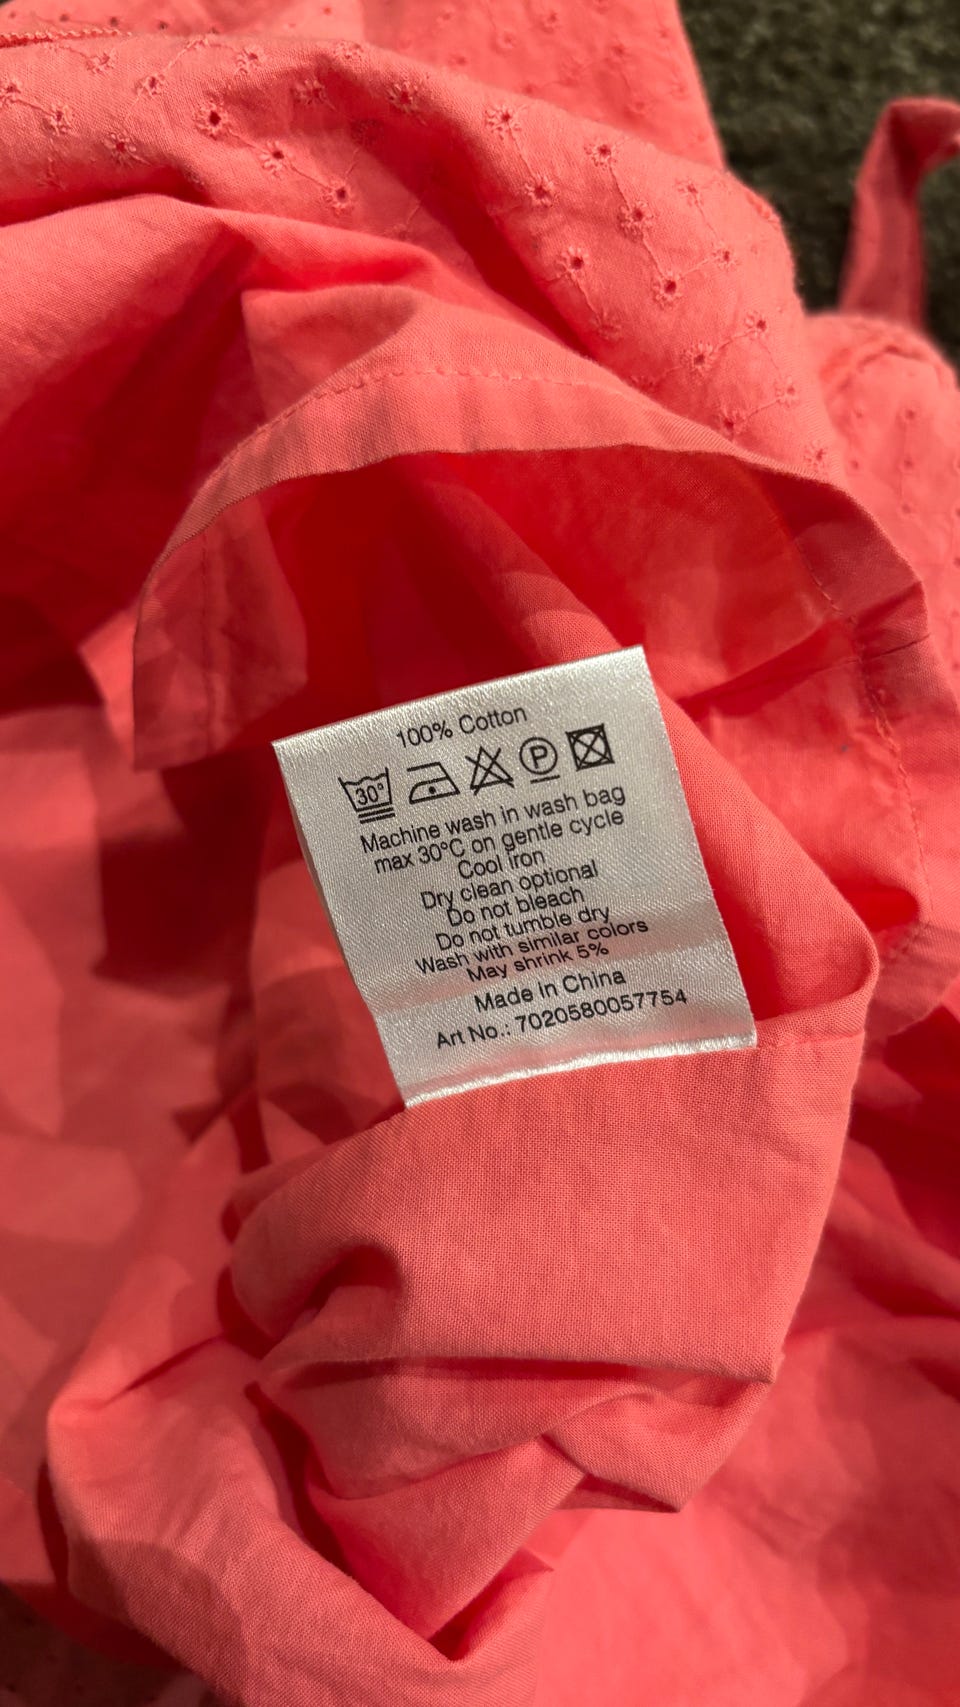 100% Cotton
30° P
Machine wash in wash bag
max 30°C on gentle cycle
Cool iron
Dry clean optional
Do not bleach
Do not tumble dry
Wash with similar colors
May shrink 5%
Made in China
Art No.: 7020580057754